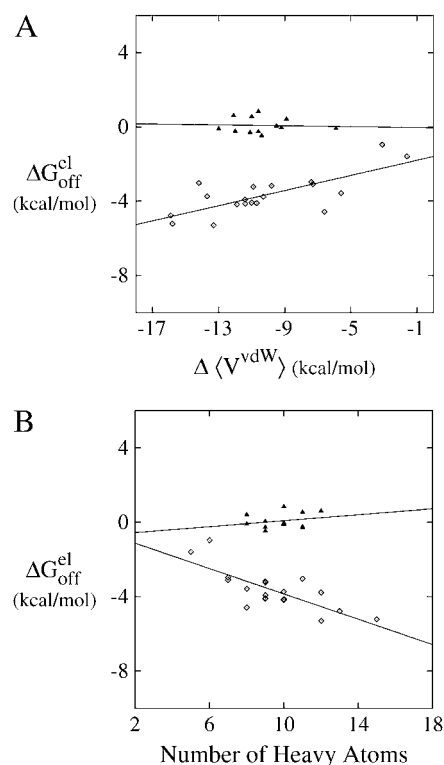 A
4
0
-4
-8
ΔG^el_off
(kcal/mol)
-17 -13 -9 -5 -1
Δ ⟨V^vdW⟩ (kcal/mol)
B
4
0
-4
-8
ΔG^el_off
(kcal/mol)
2 6 10 14 18
Number of Heavy Atoms